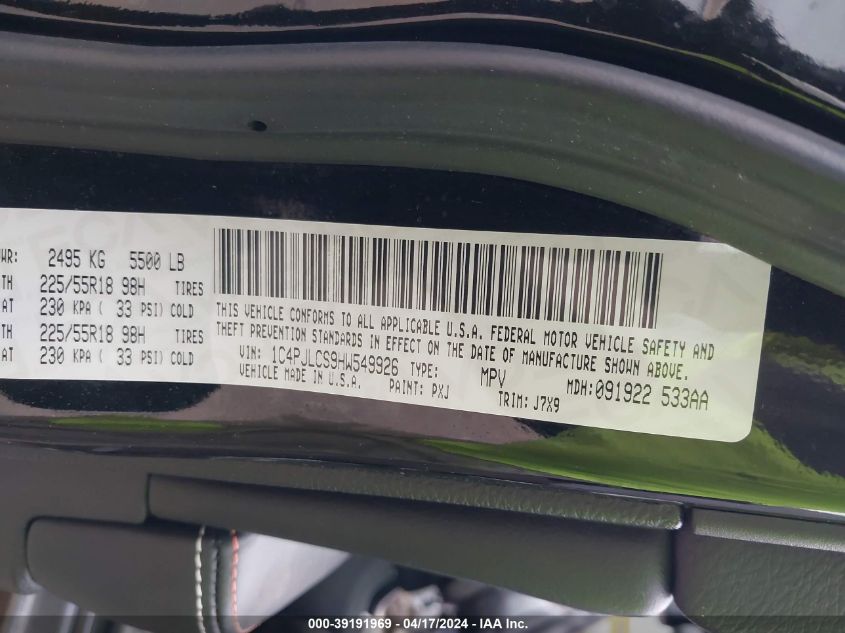 WR: 2495 KG 5500 LB
TH 225/55R18 98H TIRES
AT 230 KPA ( 33 PSI) COLD
TH 225/55R18 98H TIRES
AT 230 KPA ( 33 PSI) COLD
THIS VEHICLE CONFORMS TO ALL APPLICABLE U.S.A. FEDERAL MOTOR VEHICLE SAFETY AND
THEFT PREVENTION STANDARDS IN EFFECT ON THE DATE OF MANUFACTURE SHOWN ABOVE.
VIN: 1C4PJLCS9HW549926 TYPE: MPV MDH:091922 533AA
VEHICLE MADE IN U.S.A. PAINT: PXJ TRIM: J7X9
000-39191969 / 04/17/2024 - IAA Inc.